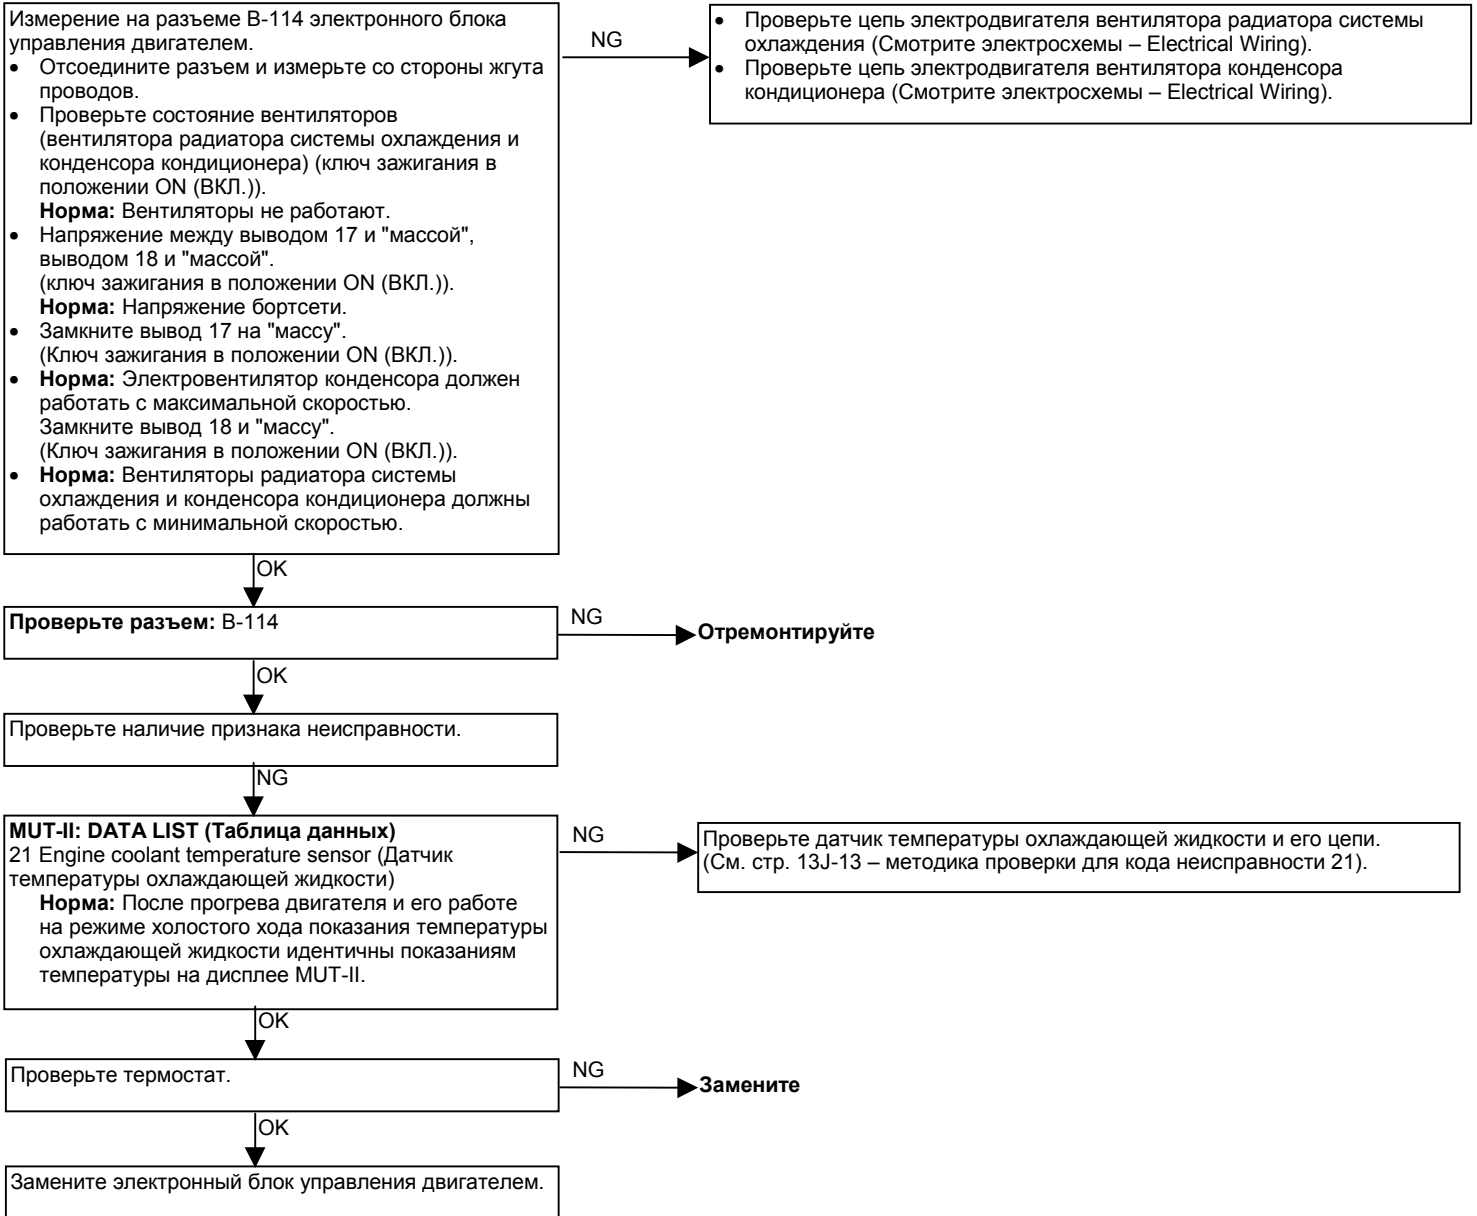 Измерение на разъеме В-114 электронного блока
управления двигателем.
• Отсоедините разъем и измерьте со стороны жгута
проводов.
• Проверьте состояние вентиляторов
(вентилятора радиатора системы охлаждения и
конденсора кондиционера) (ключ зажигания в
положении ON (ВКЛ.)).
Норма: Вентиляторы не работают.
• Напряжение между выводом 17 и "массой",
выводом 18 и "массой".
(ключ зажигания в положении ON (ВКЛ.)).
Норма: Напряжение бортсети.
• Замкните вывод 17 на "массу".
(Ключ зажигания в положении ON (ВКЛ.)).
• Норма: Электровентилятор конденсора должен
работать с максимальной скоростью.
Замкните вывод 18 и "массу".
(Ключ зажигания в положении ON (ВКЛ.)).
• Норма: Вентиляторы радиатора системы
охлаждения и конденсора кондиционера должны
работать с минимальной скоростью.
NG
• Проверьте цепь электродвигателя вентилятора радиатора системы
охлаждения (Смотрите электросхемы – Electrical Wiring).
• Проверьте цепь электродвигателя вентилятора конденсора
кондиционера (Смотрите электросхемы – Electrical Wiring).
OK
Проверьте разъем: В-114
NG
Отремонтируйте
OK
Проверьте наличие признака неисправности.
NG
MUT-II: DATA LIST (Таблица данных)
21 Engine coolant temperature sensor (Датчик
температуры охлаждающей жидкости)
Норма: После прогрева двигателя и его работе
на режиме холостого хода показания температуры
охлаждающей жидкости идентичны показаниям
температуры на дисплее MUT-II.
NG
Проверьте датчик температуры охлаждающей жидкости и его цепи.
(См. стр. 13J-13 – методика проверки для кода неисправности 21).
OK
Проверьте термостат.
NG
Замените
OK
Замените электронный блок управления двигателем.